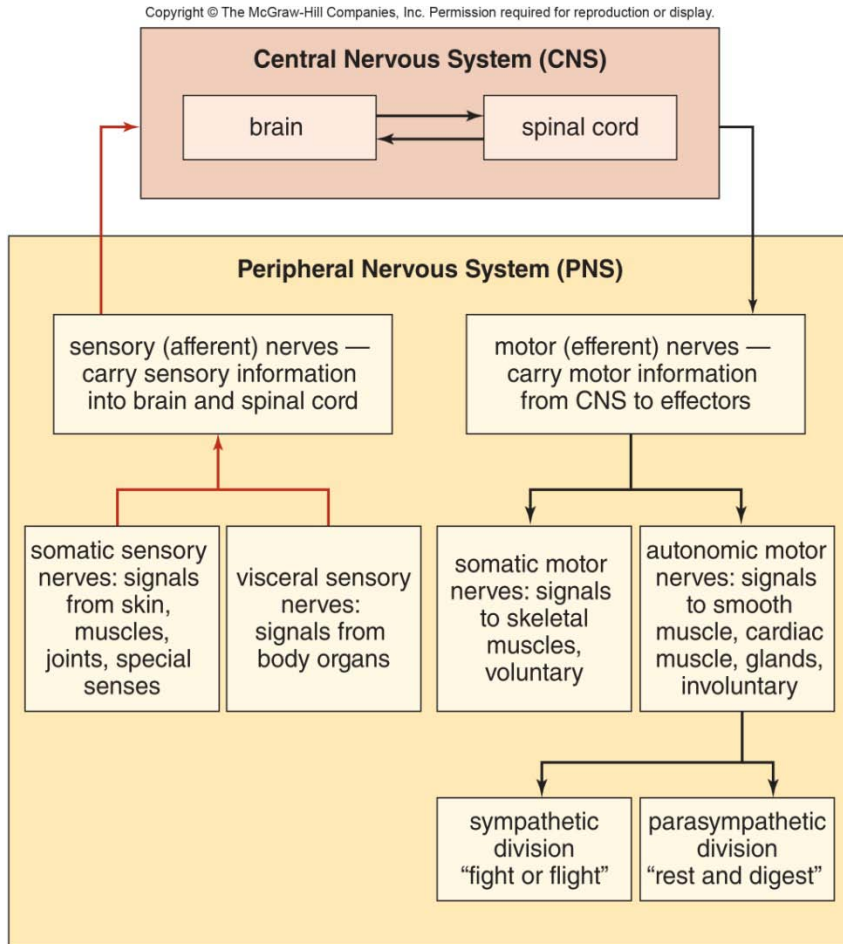 Copyright © The McGraw-Hill Companies, Inc. Permission required for reproduction or display.
Central Nervous System (CNS)
brain
spinal cord
Peripheral Nervous System (PNS)
sensory (afferent) nerves —
carry sensory information
into brain and spinal cord
motor (efferent) nerves —
carry motor information
from CNS to effectors
somatic sensory
nerves: signals
from skin,
muscles,
joints, special
senses
visceral sensory
nerves:
signals from
body organs
somatic motor
nerves: signals
to skeletal
muscles,
voluntary
autonomic motor
nerves: signals
to smooth
muscle, cardiac
muscle, glands,
involuntary
sympathetic
division
“fight or flight”
parasympathetic
division
“rest and digest”